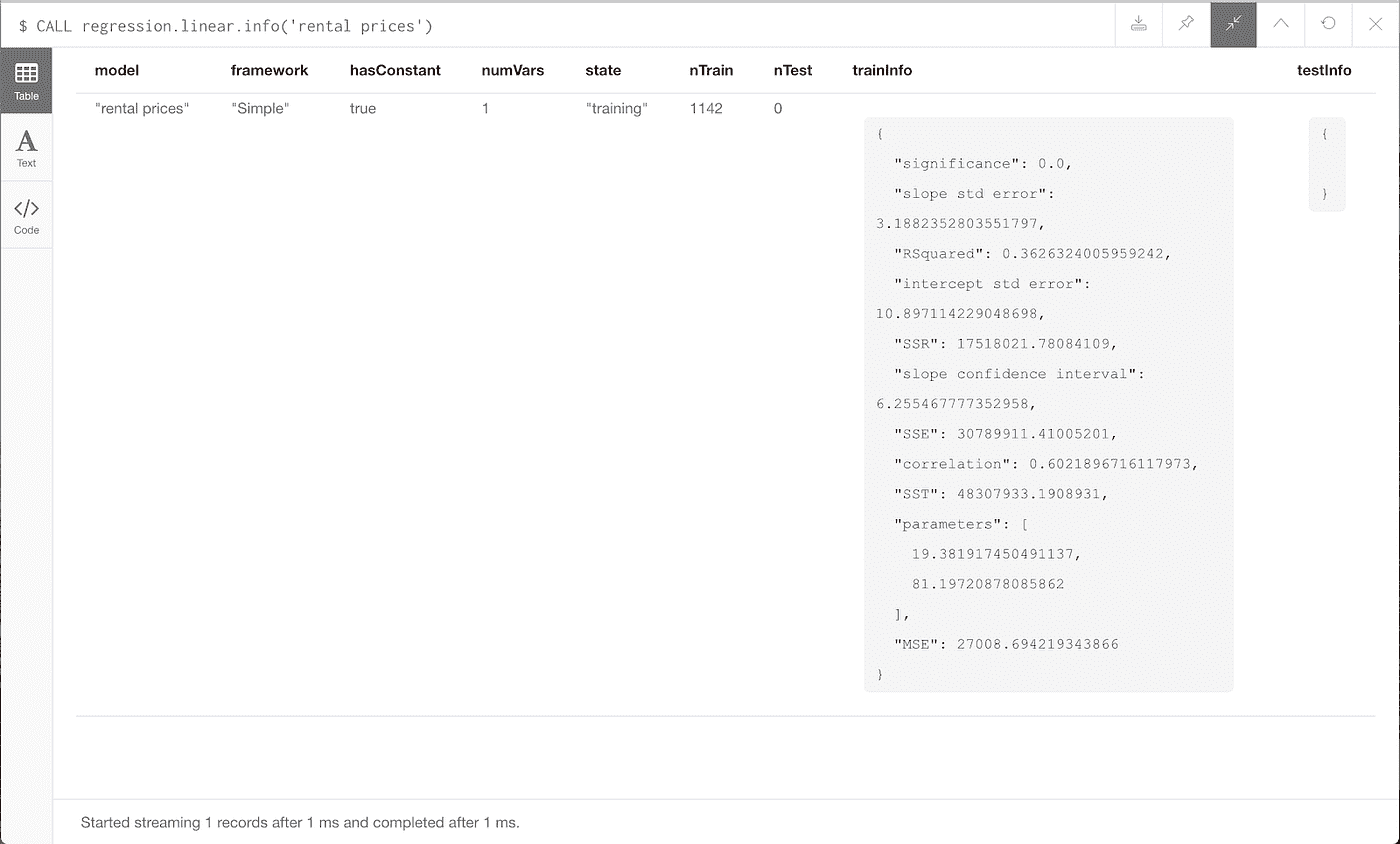 $ CALL regression.linear.info('rental prices')
Table
Text
Code
model framework hasConstant numVars state nTrain nTest trainInfo testInfo
"rental prices" "Simple" true 1 "training" 1142 0
{
"significance": 0.0,
"slope std error":
3.1882352803551797,
"RSquared": 0.3626324005959242,
"intercept std error":
10.897114229048698,
"SSR": 17518021.78084109,
"slope confidence interval":
6.255467777352958,
"SSE": 30789911.41005201,
"correlation": 0.6021896716117973,
"SST": 48307933.1908931,
"parameters": [
19.381917450491137,
81.19720878085862
],
"MSE": 27008.694219343866
}
{
}
Started streaming 1 records after 1 ms and completed after 1 ms.